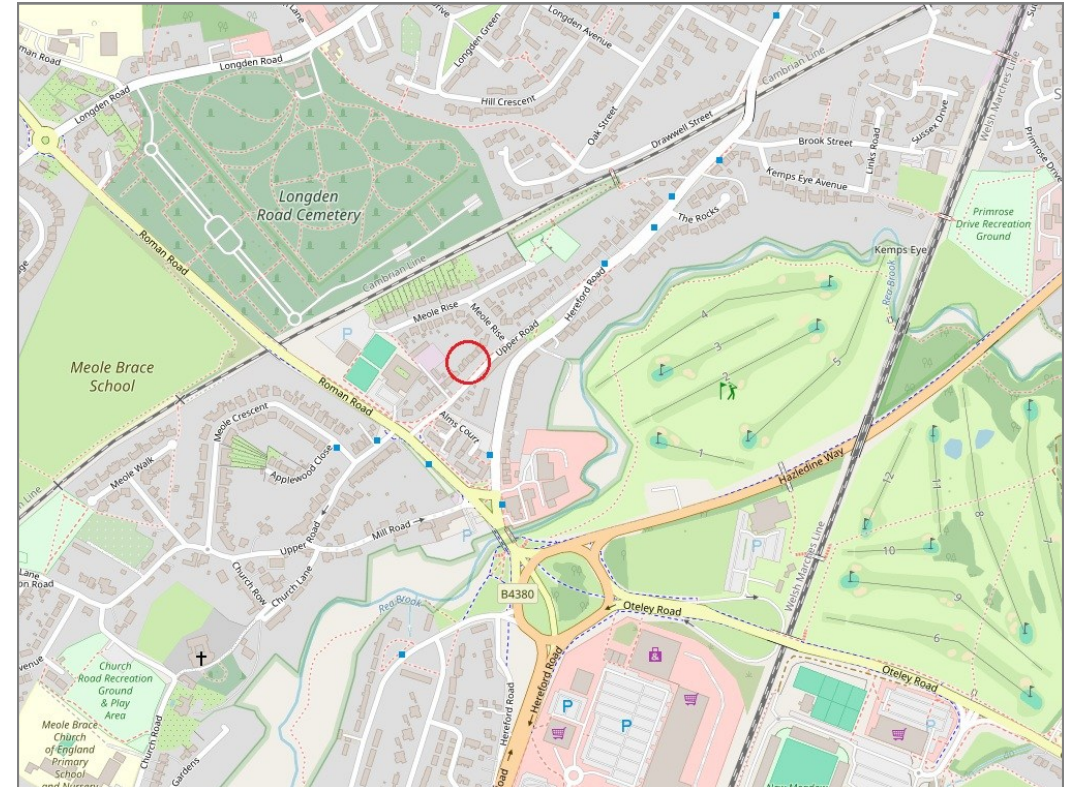 Longden Avenue
Longden Green
Cambrian Line
Welsh Marches Line
Longden Road
Hill Crescent
Longden Road
Oak Street
Drawwell Street
Brook Street
Links Road
Sussex Drive
Primrose Drive
Kemps Eye Avenue
Longden
Road Cemetery
The Rocks
Primrose
Drive Recreation
Ground
Roman Road
Kemps Eye
Cambrian Line
Hereford Road
Rea Brook
Meole Rise
Meole Rise
P
Upper Road
4
3
2
5
1
Meole Brace
School
Roman Road
Meole Crescent
Alms Court
Applewood Close
Meole Walk
Hazledine Way
12
11
8
7
10
9
6
P
P
Mill Road
Upper Road
Church Row
Church Lane
Welsh Marches Line
Rea Brook
B4380
Oteley Road
Oteley Road
Church
Road Recreation
Ground
& Play
Area
Hereford Road
Hereford Road
P
P
P
Meole Brace
Church
of England
Primary
School
and Nursery
Church Road
Gardens